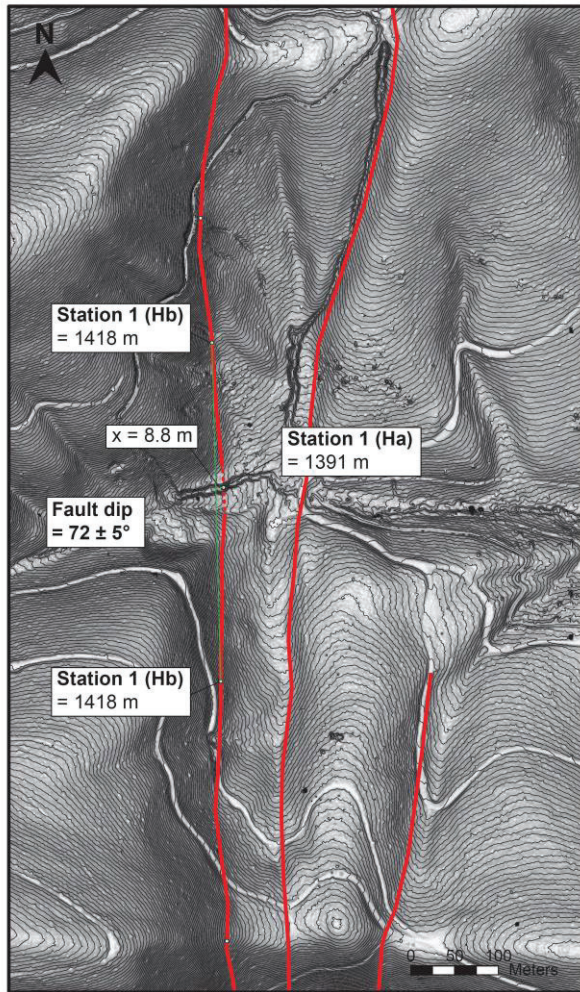 N
Station 1 (Hb)
= 1418 m
x = 8.8 m
Station 1 (Ha)
= 1391 m
Fault dip
= 72 ± 5°
Station 1 (Hb)
= 1418 m
0 50 100
Meters